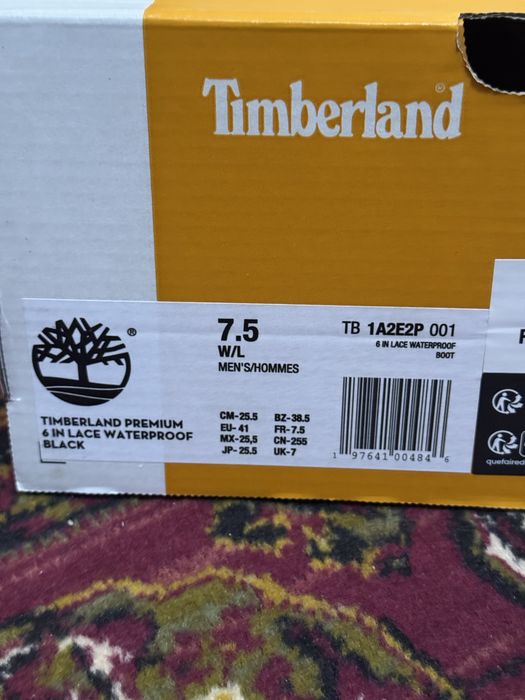 Timberland®
7.5
W/L
MEN'S/HOMMES
TB 1A2E2P 001
6 IN LACE WATERPROOF
BOOT
®
TIMBERLAND PREMIUM
6 IN LACE WATERPROOF
BLACK
CM-25.5 BZ-38.5
EU- 41 FR-7.5
MX-25,5 CN-255
JP-25.5 UK-7
1 97641 00484 6
quefaired